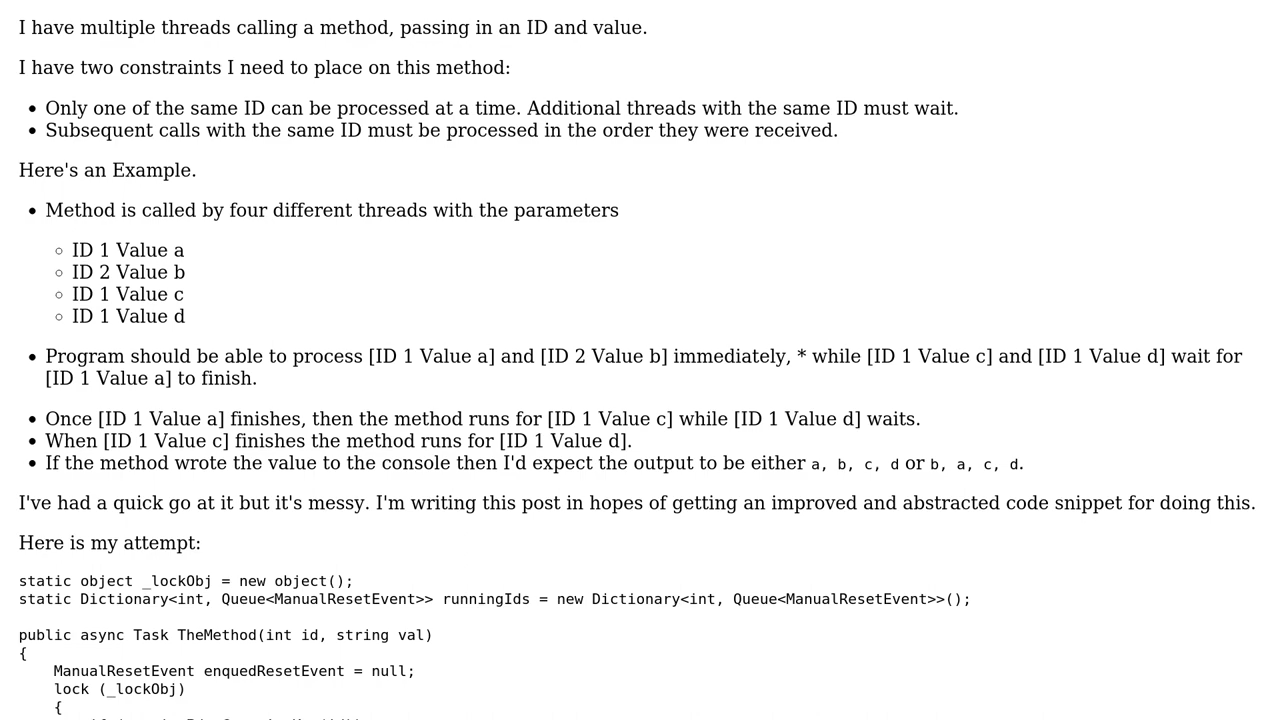 I have multiple threads calling a method, passing in an ID and value.
I have two constraints I need to place on this method:
Only one of the same ID can be processed at a time. Additional threads with the same ID must wait.
Subsequent calls with the same ID must be processed in the order they were received.
Here's an Example.
Method is called by four different threads with the parameters
ID 1 Value a
ID 2 Value b
ID 1 Value c
ID 1 Value d
Program should be able to process [ID 1 Value a] and [ID 2 Value b] immediately, * while [ID 1 Value c] and [ID 1 Value d] wait for
[ID 1 Value a] to finish.
Once [ID 1 Value a] finishes, then the method runs for [ID 1 Value c] while [ID 1 Value d] waits.
When [ID 1 Value c] finishes the method runs for [ID 1 Value d].
If the method wrote the value to the console then I'd expect the output to be either a, b, c, d or b, a, c, d.
I've had a quick go at it but it's messy. I'm writing this post in hopes of getting an improved and abstracted code snippet for doing this.
Here is my attempt:
static object _lockObj = new object();
static Dictionary<int, Queue<ManualResetEvent>> runningIds = new Dictionary<int, Queue<ManualResetEvent>>();
public async Task TheMethod(int id, string val)
{
    ManualResetEvent enquedResetEvent = null;
    lock (_lockObj)
    {